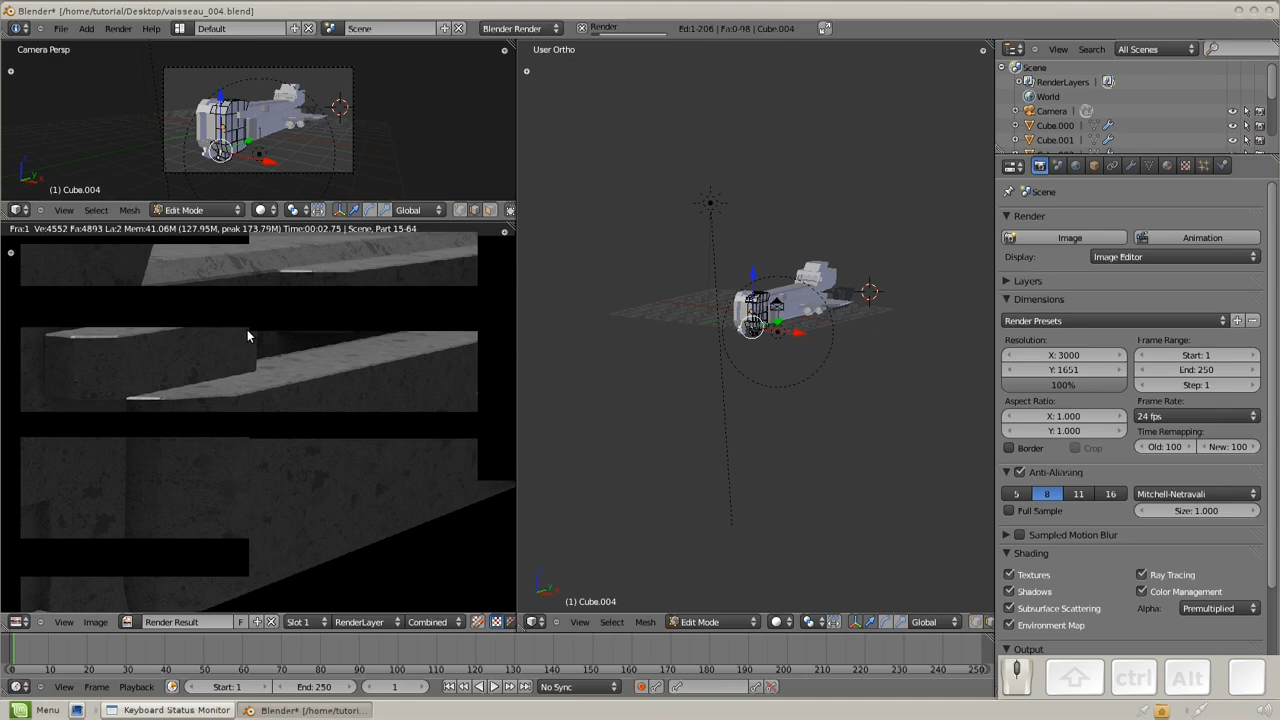 Blender* [/home/tutorial/Desktop/vaisseau_004.blend]
File Add Render Help Default Scene Blender Render Render Ed:1-206 | Fa:0-98 | Cube.004
Camera Persp
(1) Cube.004
View Select Mesh Edit Mode Global
Fra:1 Ve:4552 Fa:4893 La:2 Mem:41.06M (127.95M, peak 173.79M) Time:00:02.75 | Scene, Part 15-64
View Image Render Result F Slot 1 RenderLayer Combined
User Ortho
(1) Cube.004
View Select Mesh Edit Mode Global
View Search All Scenes
Scene
RenderLayers
World
Camera
Cube.000
Cube.001
Scene
Render
Image Animation
Display: Image Editor
Layers
Dimensions
Render Presets
Resolution: Frame Range:
X: 3000 Start: 1
Y: 1651 End: 250
100% Step: 1
Aspect Ratio: Frame Rate:
X: 1.000 24 fps
Y: 1.000 Time Remapping:
Border Crop Old: 100 New: 100
Anti-Aliasing
5 8 11 16 Mitchell-Netravali
Full Sample Size: 1.000
Sampled Motion Blur
Shading
Textures Ray Tracing
Shadows Color Management
Subsurface Scattering Alpha: Premultiplied
Environment Map
Output
0 10 20 30 40 50 60 70 80 90 100 110 120 130 140 150 160 170 180 190 200 210 220 230 240 250
View Frame Playback Start: 1 End: 250 1 No Sync
ctrl Alt
Menu Keyboard Status Monitor Blender* [/home/tutori...